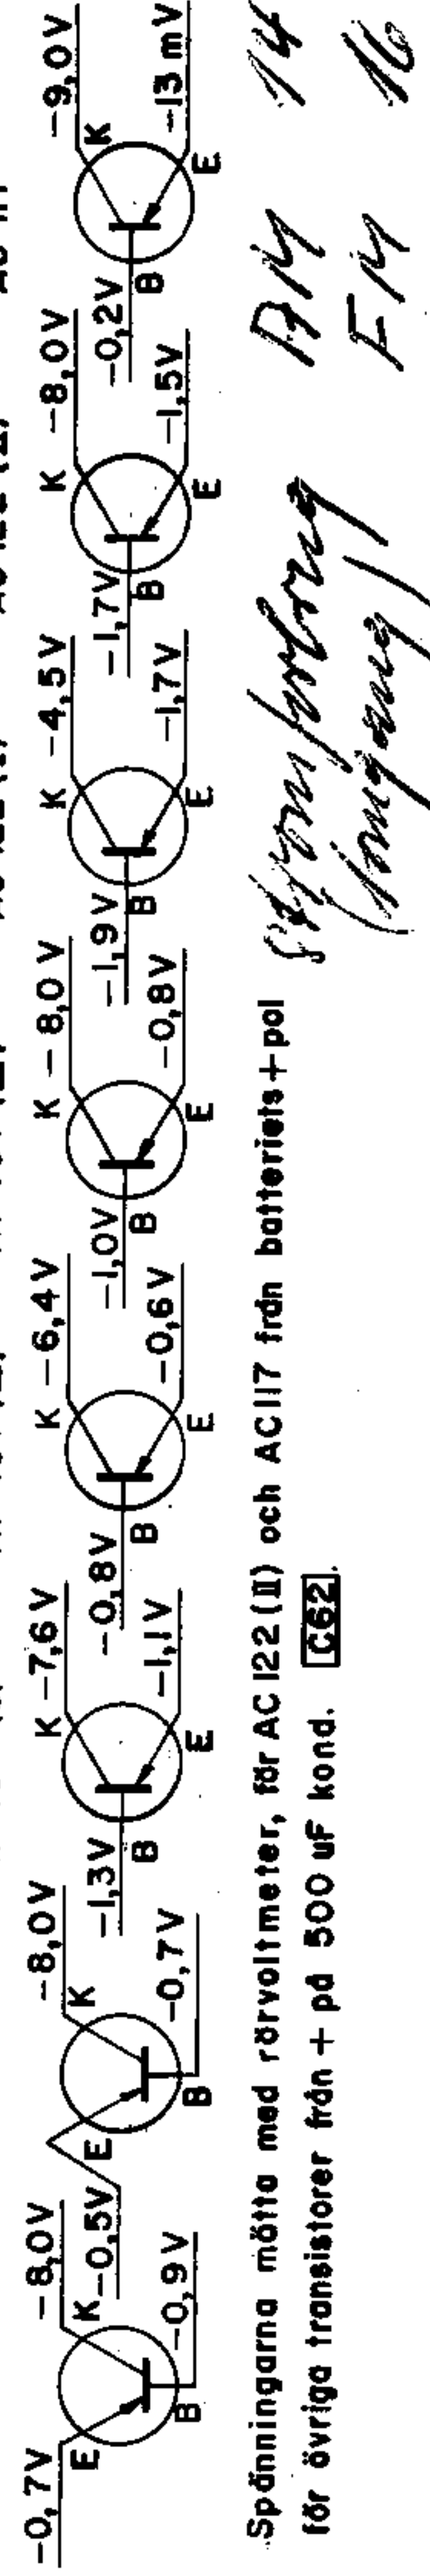 -0,7V E K -8,0V B -0,9V
-0,5V E K -8,0V B -0,7V
-1,3V B K -7,6V E -1,1V
-0,8V B K -6,4V E -0,6V
-1,0V B K -8,0V E -0,8V
-1,9V B K -4,5V E -1,7V
-1,7V B K -8,0V E -1,5V
-0,2V B K -9,0V E -13 mV
Spänningarna mätta med rörvoltmeter, för AC122(II) och AC117 från batteriets + pol
för övriga transistorer från + på 500 uF kond. C62.
AM 14
FM 16